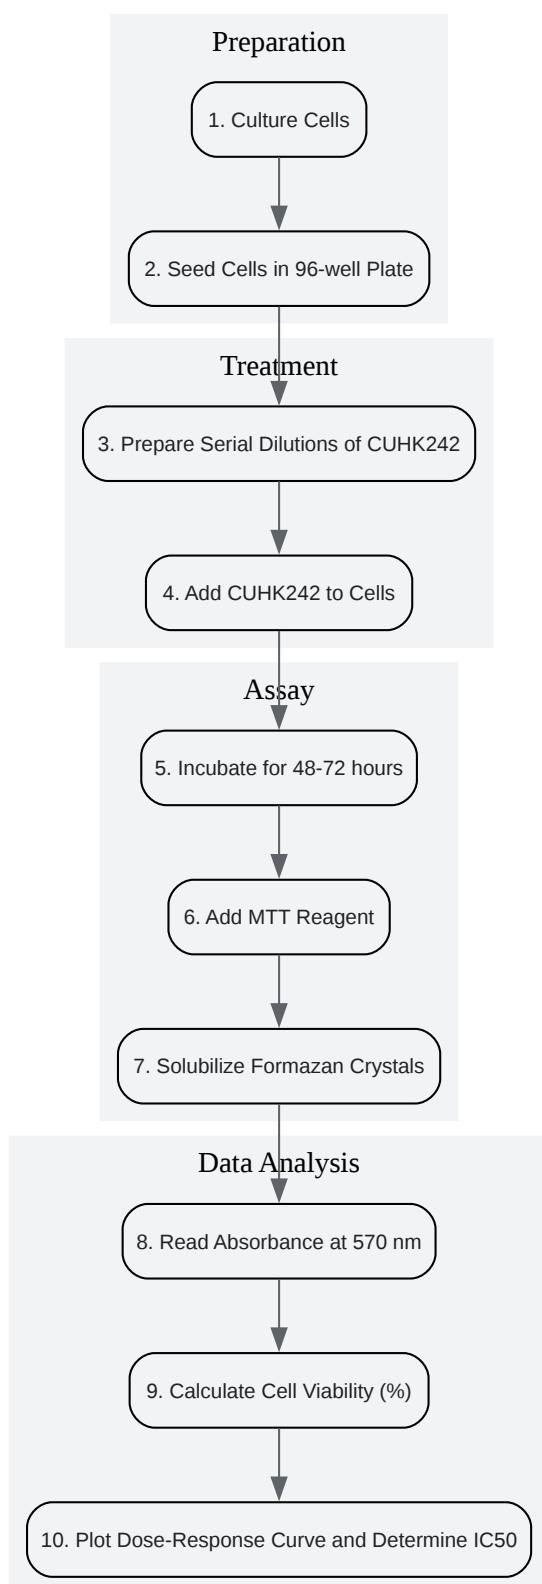 Preparation
1. Culture Cells
2. Seed Cells in 96-well Plate
Treatment
3. Prepare Serial Dilutions of CUHK242
4. Add CUHK242 to Cells
Assay
5. Incubate for 48-72 hours
6. Add MTT Reagent
7. Solubilize Formazan Crystals
Data Analysis
8. Read Absorbance at 570 nm
9. Calculate Cell Viability (%)
10. Plot Dose-Response Curve and Determine IC50